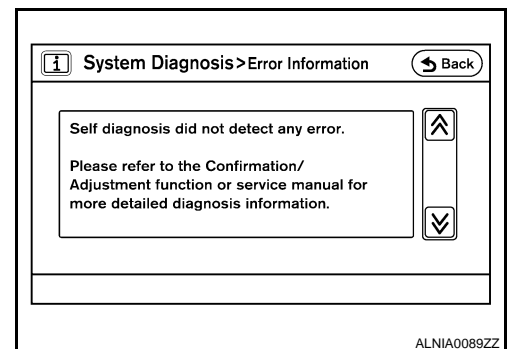 i System Diagnosis>Error Information Back
Self diagnosis did not detect any error.
Please refer to the Confirmation/
Adjustment function or service manual for
more detailed diagnosis information.
ALNIA0089ZZ